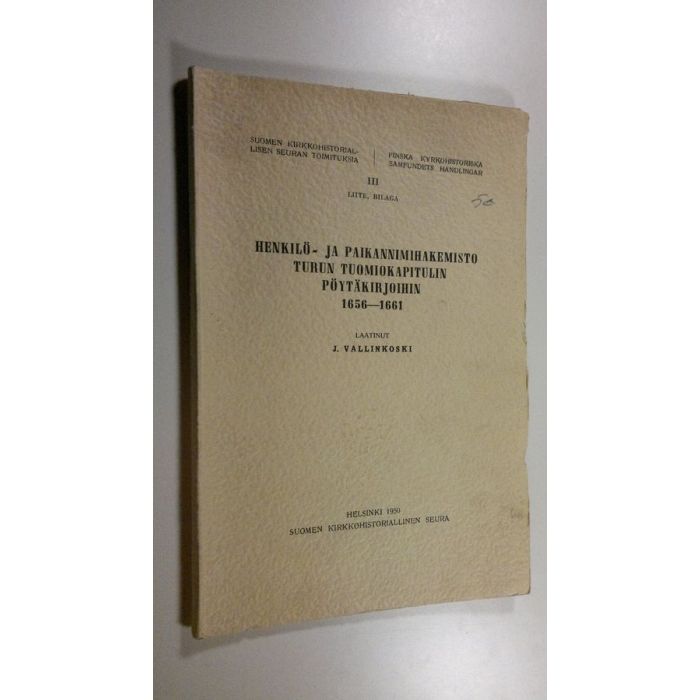 SUOMEN KIRKKOHISTORIAL-
LISEN SEURAN TOIMITUKSIA
FINSKA KYRKOHISTORISKA
SAMFUNDETS HANDLINGAR
III
LIITE, BILAGA
50
HENKILÖ- JA PAIKANNIMIHAKEMISTO
TURUN TUOMIOKAPITULIN
PÖYTÄKIRJOIHIN
1656—1661
LAATINUT
J. VALLINKOSKI
HELSINKI 1950
SUOMEN KIRKKOHISTORIALLINEN SEURA